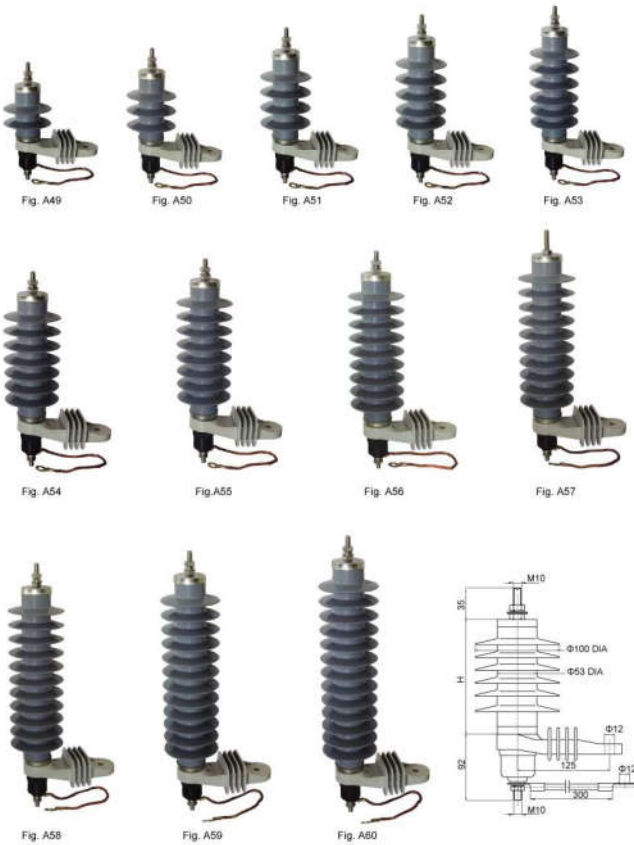 Fig. A49
Fig. A50
Fig. A51
Fig. A52
Fig. A53
Fig. A54
Fig.A55
Fig. A56
Fig. A57
M10
35
Φ100 DIA
Φ53 DIA
H
Φ12
125
Φ12
92
300
M10
Fig. A58
Fig. A59
Fig. A60